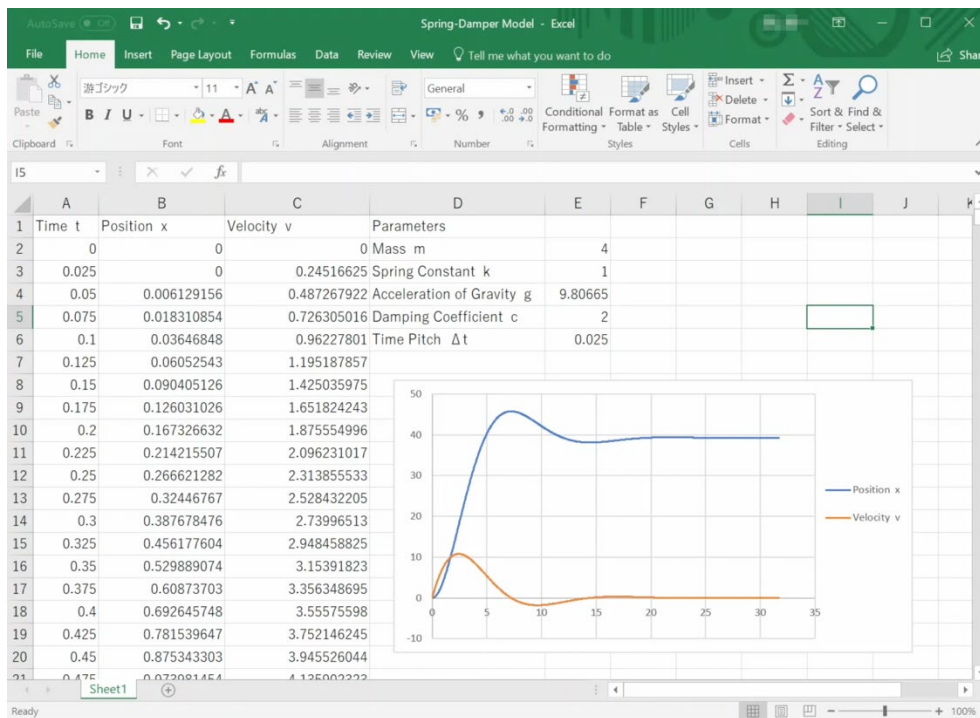 AutoSave Off
Spring-Damper Model - Excel
File Home Insert Page Layout Formulas Data Review View Tell me what you want to do Shar
Paste
游ゴシック 11 A A General Conditional Formatting Format as Table Cell Styles Insert Delete Format Sort & Filter Find & Select
B I U A % 9
Clipboard Font Alignment Number Styles Cells Editing
I5 fx
A B C D E F G H I J K
1 Time t Position x Velocity v Parameters
2 0 0 0 Mass m 4
3 0.025 0 0.24516625 Spring Constant k 1
4 0.05 0.006129156 0.487267922 Acceleration of Gravity g 9.80665
5 0.075 0.018310854 0.726305016 Damping Coefficient c 2
6 0.1 0.03646848 0.96227801 Time Pitch Δt 0.025
7 0.125 0.06052543 1.195187857
8 0.15 0.090405126 1.425035975
9 0.175 0.126031026 1.651824243
10 0.2 0.167326632 1.875554996
11 0.225 0.214215507 2.096231017
12 0.25 0.266621282 2.313855533
13 0.275 0.32446767 2.528432205
14 0.3 0.387678476 2.73996513
15 0.325 0.456177604 2.948458825
16 0.35 0.529889074 3.15391823
17 0.375 0.60873703 3.356348695
18 0.4 0.692645748 3.55575598
19 0.425 0.781539647 3.752146245
20 0.45 0.875343303 3.945526044
21 0.475 0.973981454 4.135902323
50
40
30
20
10
0
-10
0 5 10 15 20 25 30 35
Position x
Velocity v
Sheet1
Ready 100%